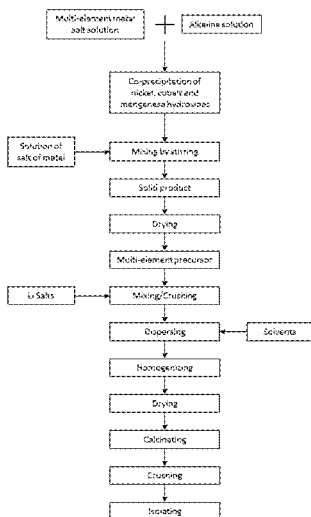 Multi-element metal
salt solution
Alkaline solution
Co-precipitation of
nickel, cobalt and
manganese hydroxides
Solution of
salt of metal
Mixing by stirring
Solid product
Drying
Multi-element precursor
Li Salts
Mixing/Crushing
Dispersing
Solvents
Homogenizing
Drying
Calcinating
Crushing
Isolating